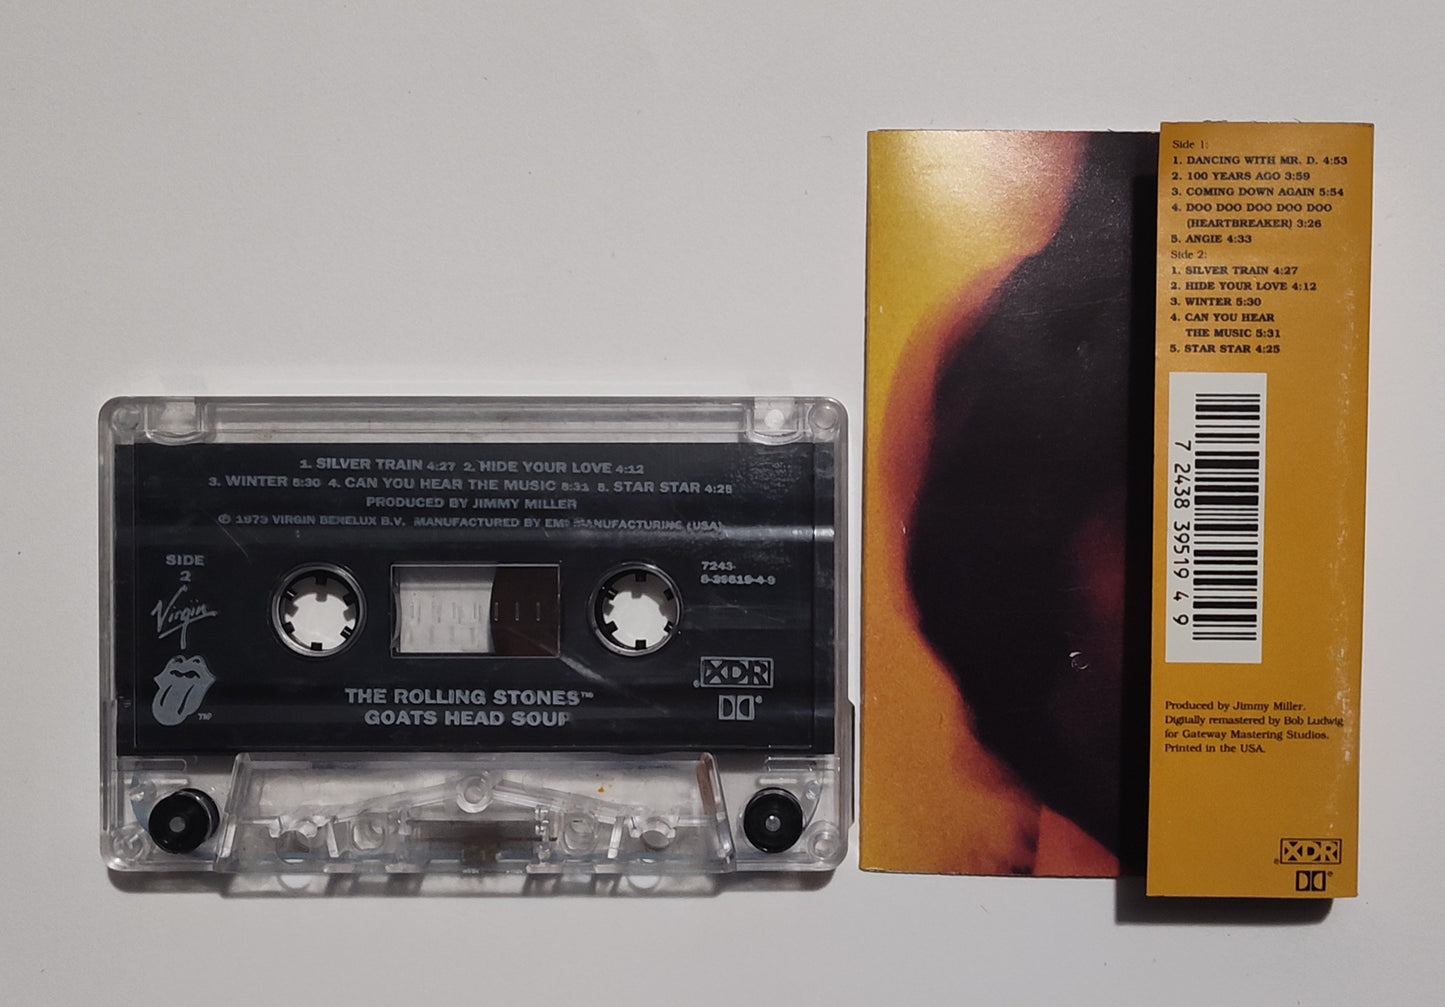 1. SILVER TRAIN 4:27 2. HIDE YOUR LOVE 4:12
3. WINTER 5:30 4. CAN YOU HEAR THE MUSIC 5:31 5. STAR STAR 4:25
PRODUCED BY JIMMY MILLER
℗ 1973 VIRGIN BENELUX B.V. MANUFACTURED BY EMI MANUFACTURING (USA)
SIDE
2
Virgin
7243-
8-39519-4-9
TM
THE ROLLING STONES™
GOATS HEAD SOUP
XDR®
Side 1:
1. DANCING WITH MR. D. 4:53
2. 100 YEARS AGO 3:59
3. COMING DOWN AGAIN 5:54
4. DOO DOO DOO DOO DOO
(HEARTBREAKER) 3:26
5. ANGIE 4:33
Side 2:
1. SILVER TRAIN 4:27
2. HIDE YOUR LOVE 4:12
3. WINTER 5:30
4. CAN YOU HEAR
THE MUSIC 5:31
5. STAR STAR 4:25
7 2438 39519 4 9
Produced by Jimmy Miller.
Digitally remastered by Bob Ludwig
for Gateway Mastering Studios.
Printed in the USA.
XDR®